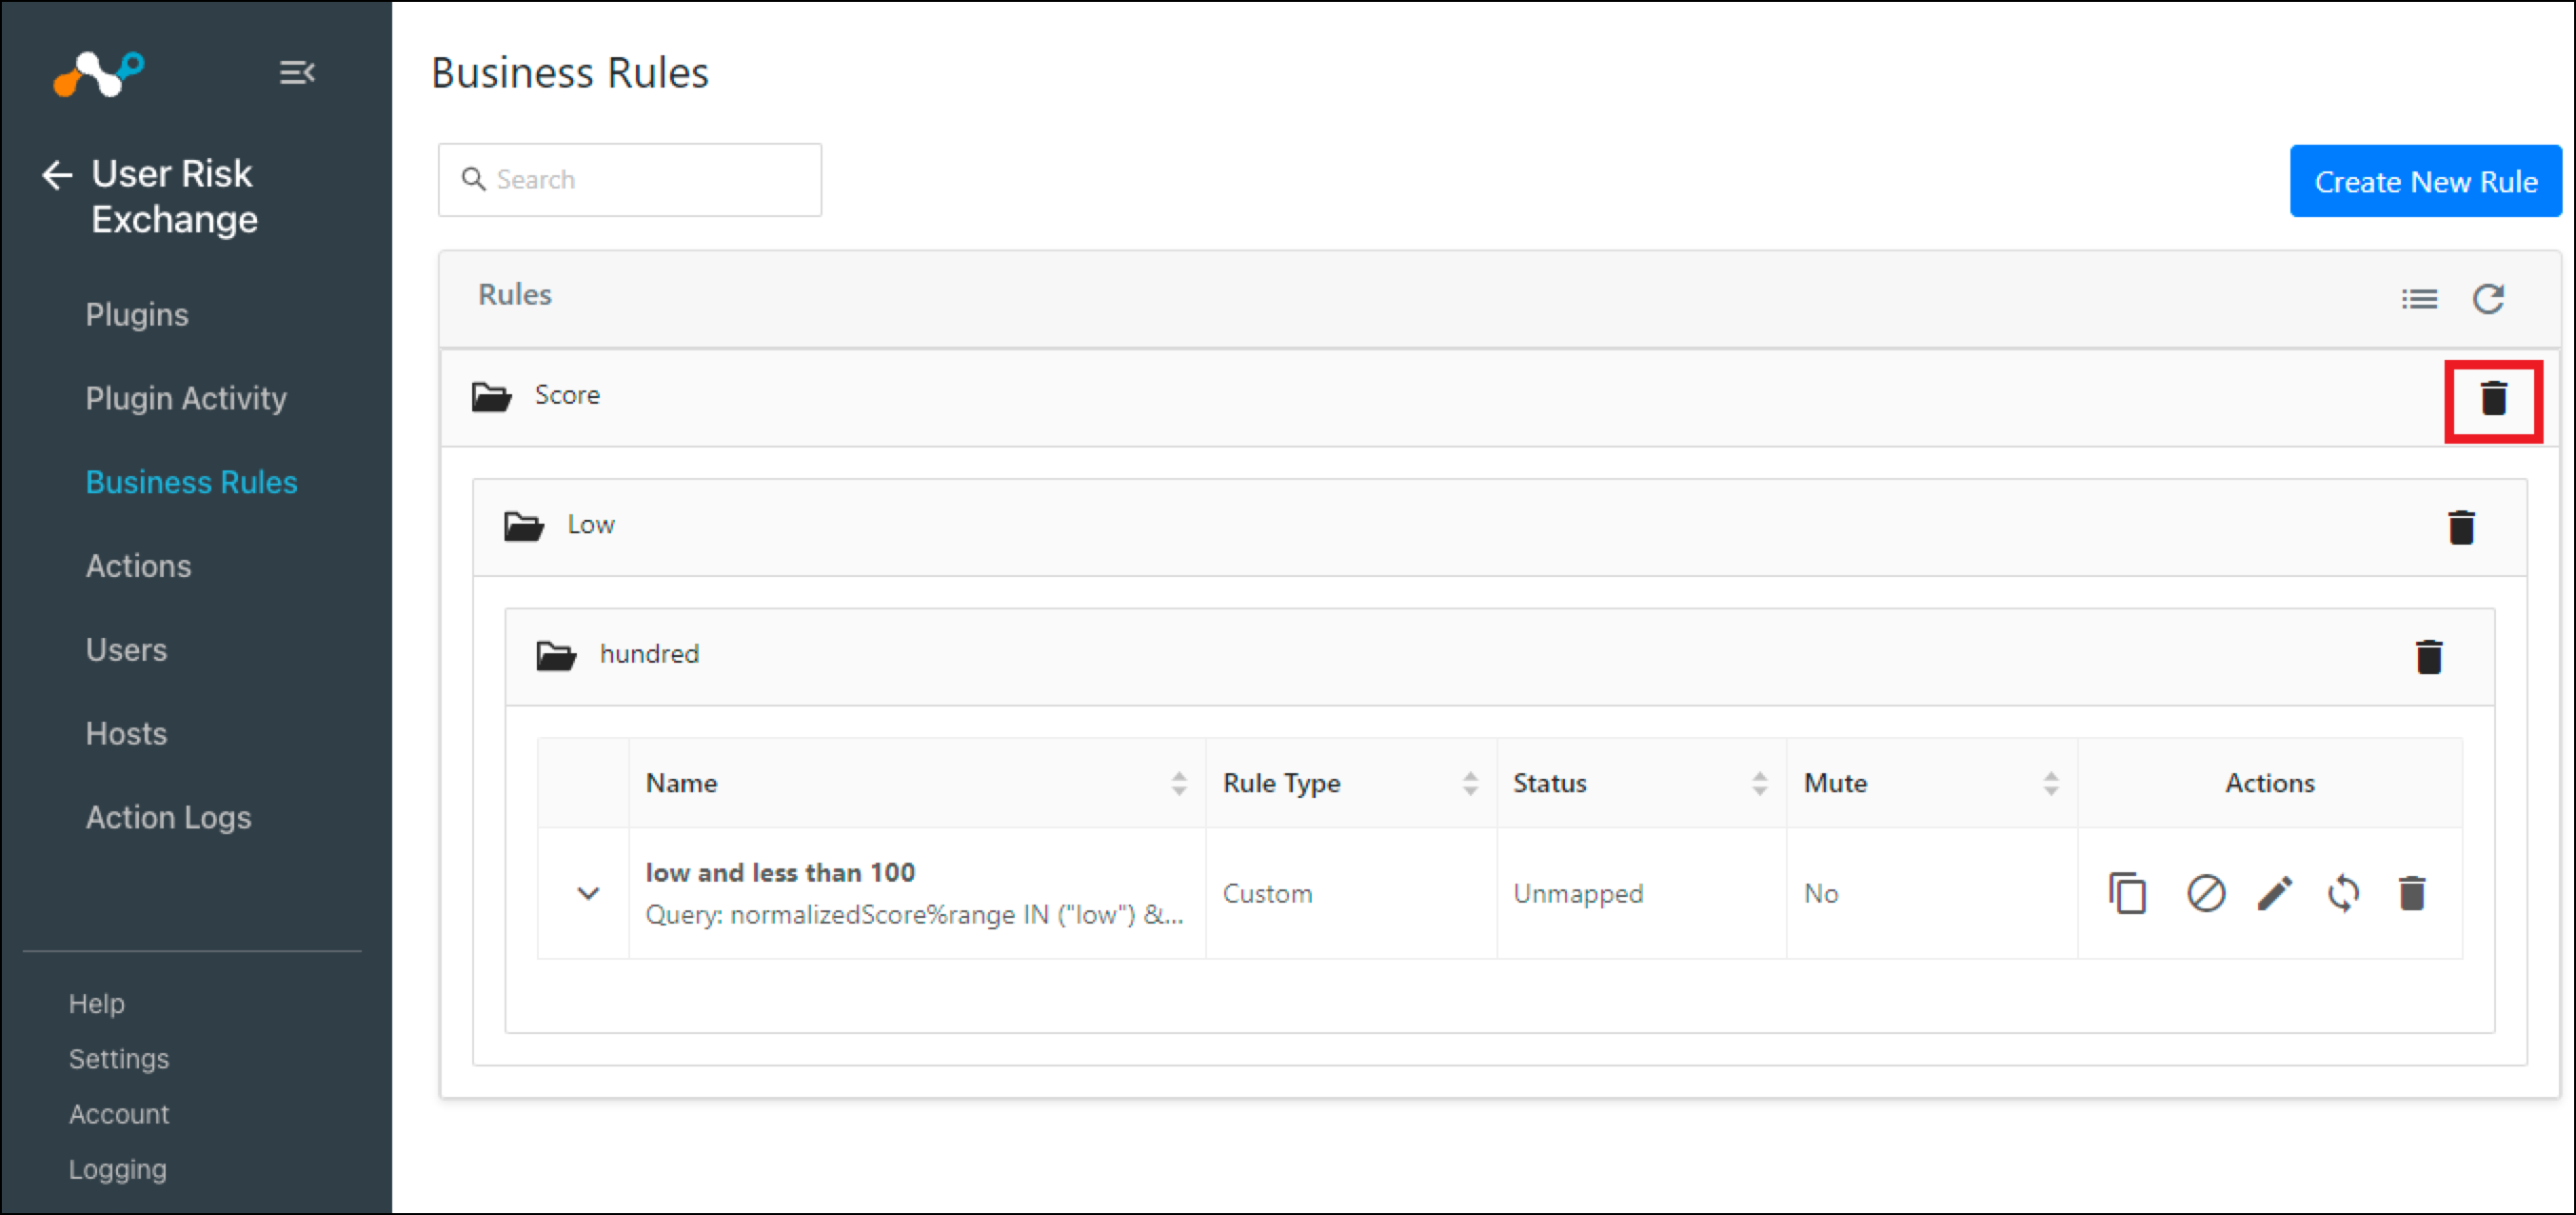 User Risk
Exchange
Plugins
Plugin Activity
Business Rules
Actions
Users
Hosts
Action Logs
Help
Settings
Account
Logging
Business Rules
Search
Create New Rule
Rules
Score
Low
hundred
Name
Rule Type
Status
Mute
Actions
low and less than 100
Query: normalizedScore%range IN ("low") &...
Custom
Unmapped
No